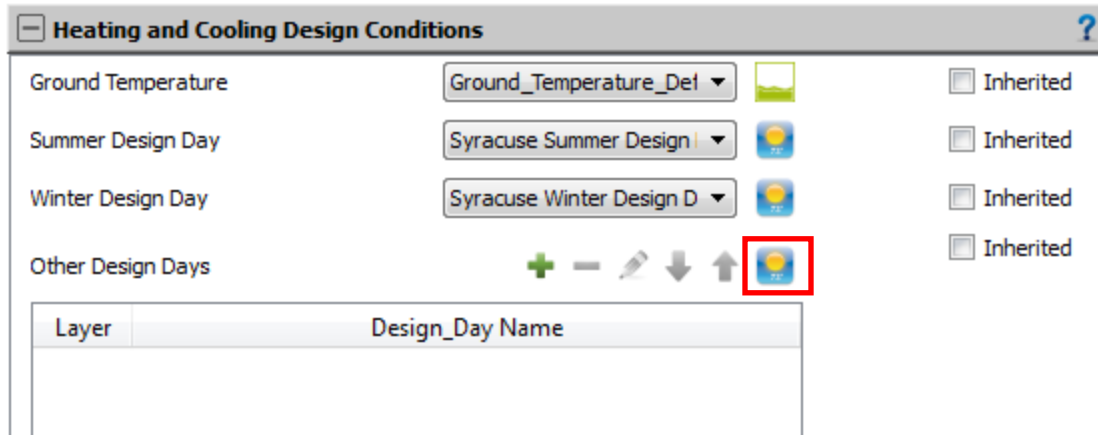 Heating and Cooling Design Conditions ?
Ground Temperature Ground_Temperature_Def Inherited
Summer Design Day Syracuse Summer Design Inherited
Winter Design Day Syracuse Winter Design D Inherited
Inherited
Other Design Days
Layer Design_Day Name